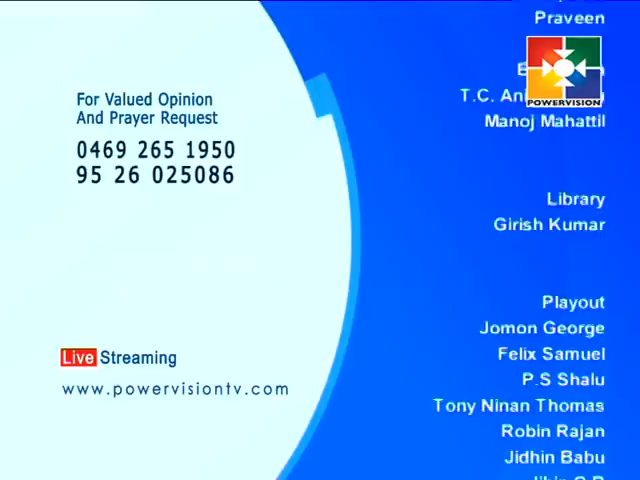 For Valued Opinion
And Prayer Request
0469 265 1950
95 26 025086
Live Streaming
www.powervisiontv.com
Praveen
POWERVISION
T.C.
Manoj Mahattil
Library
Girish Kumar
Playout
Jomon George
Felix Samuel
P.S Shalu
Tony Ninan Thomas
Robin Rajan
Jidhin Babu